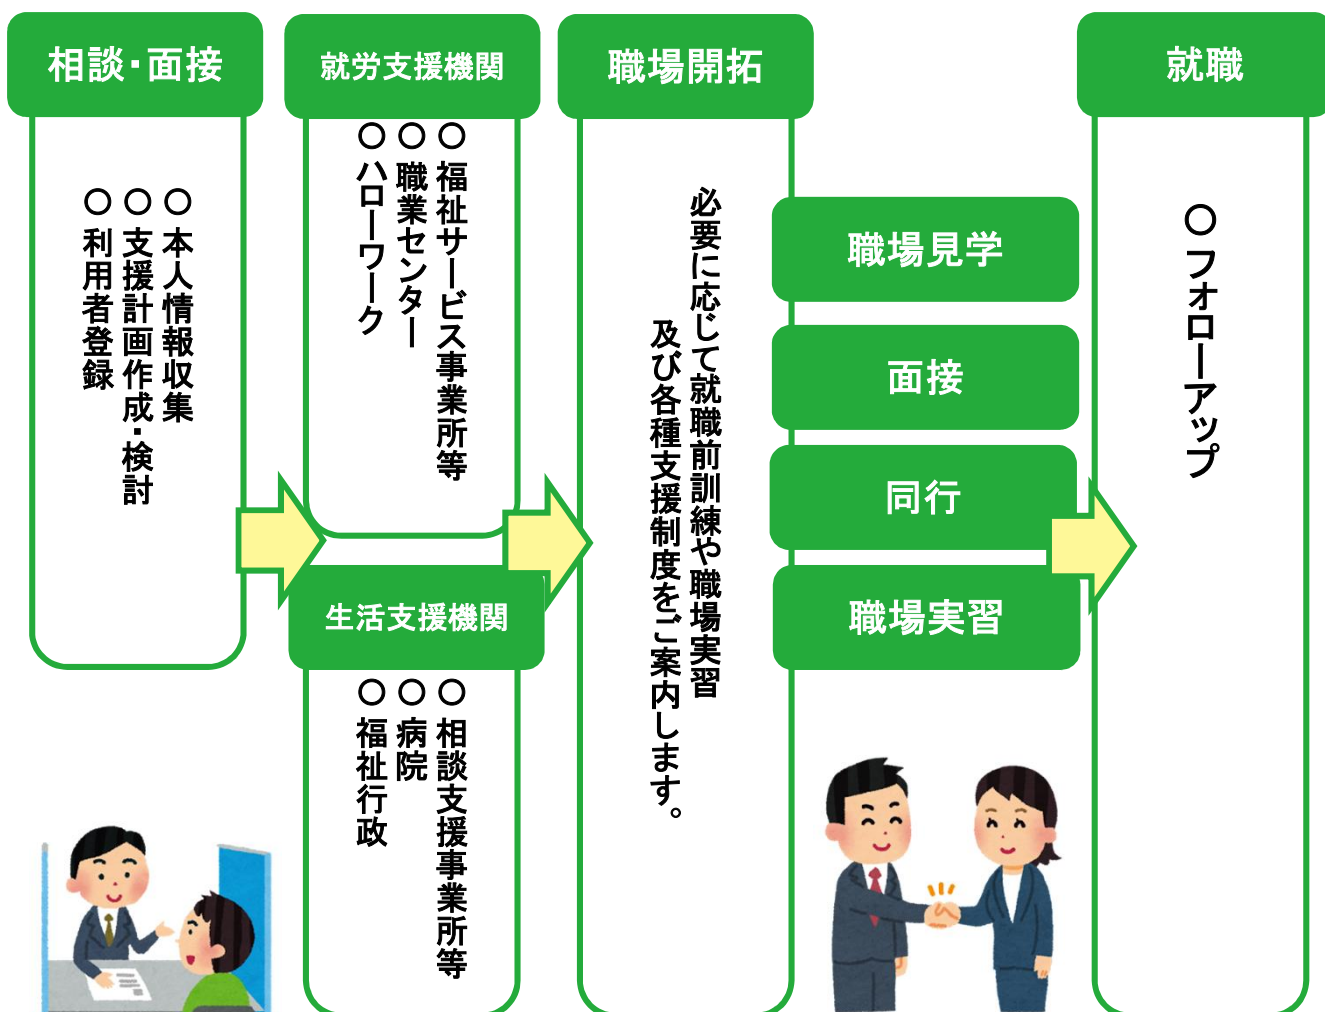 相談・面接
○ 本人情報収集
○ 支援計画作成・検討
○ 利用者登録
就労支援機関
○ 福祉サービス事業所等
○ 職業センター
○ ハローワーク
生活支援機関
○ 相談支援事業所等
○ 病院
○ 福祉行政
職場開拓
必要に応じて就職前訓練や職場実習
及び各種支援制度をご案内します。
職場見学
面接
同行
職場実習
就職
○ フォローアップ